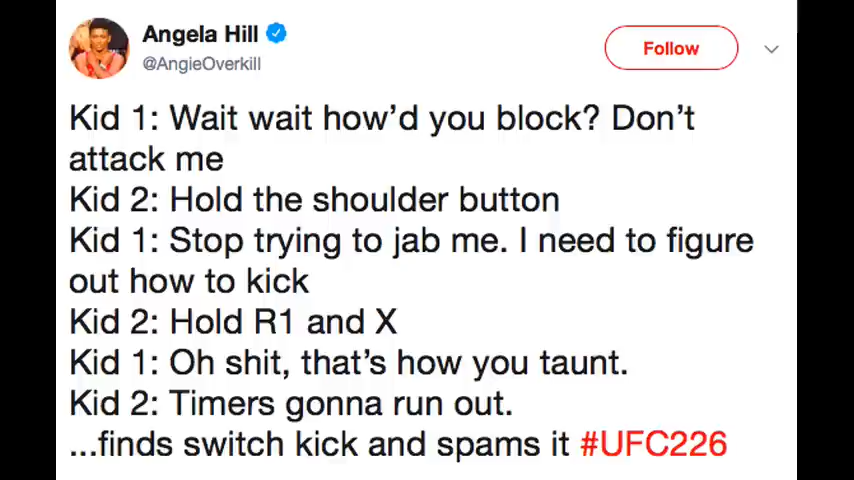 Angela Hill
@AngieOverkill
Follow
Kid 1: Wait wait how’d you block? Don’t
attack me
Kid 2: Hold the shoulder button
Kid 1: Stop trying to jab me. I need to figure
out how to kick
Kid 2: Hold R1 and X
Kid 1: Oh shit, that’s how you taunt.
Kid 2: Timers gonna run out.
...finds switch kick and spams it #UFC226